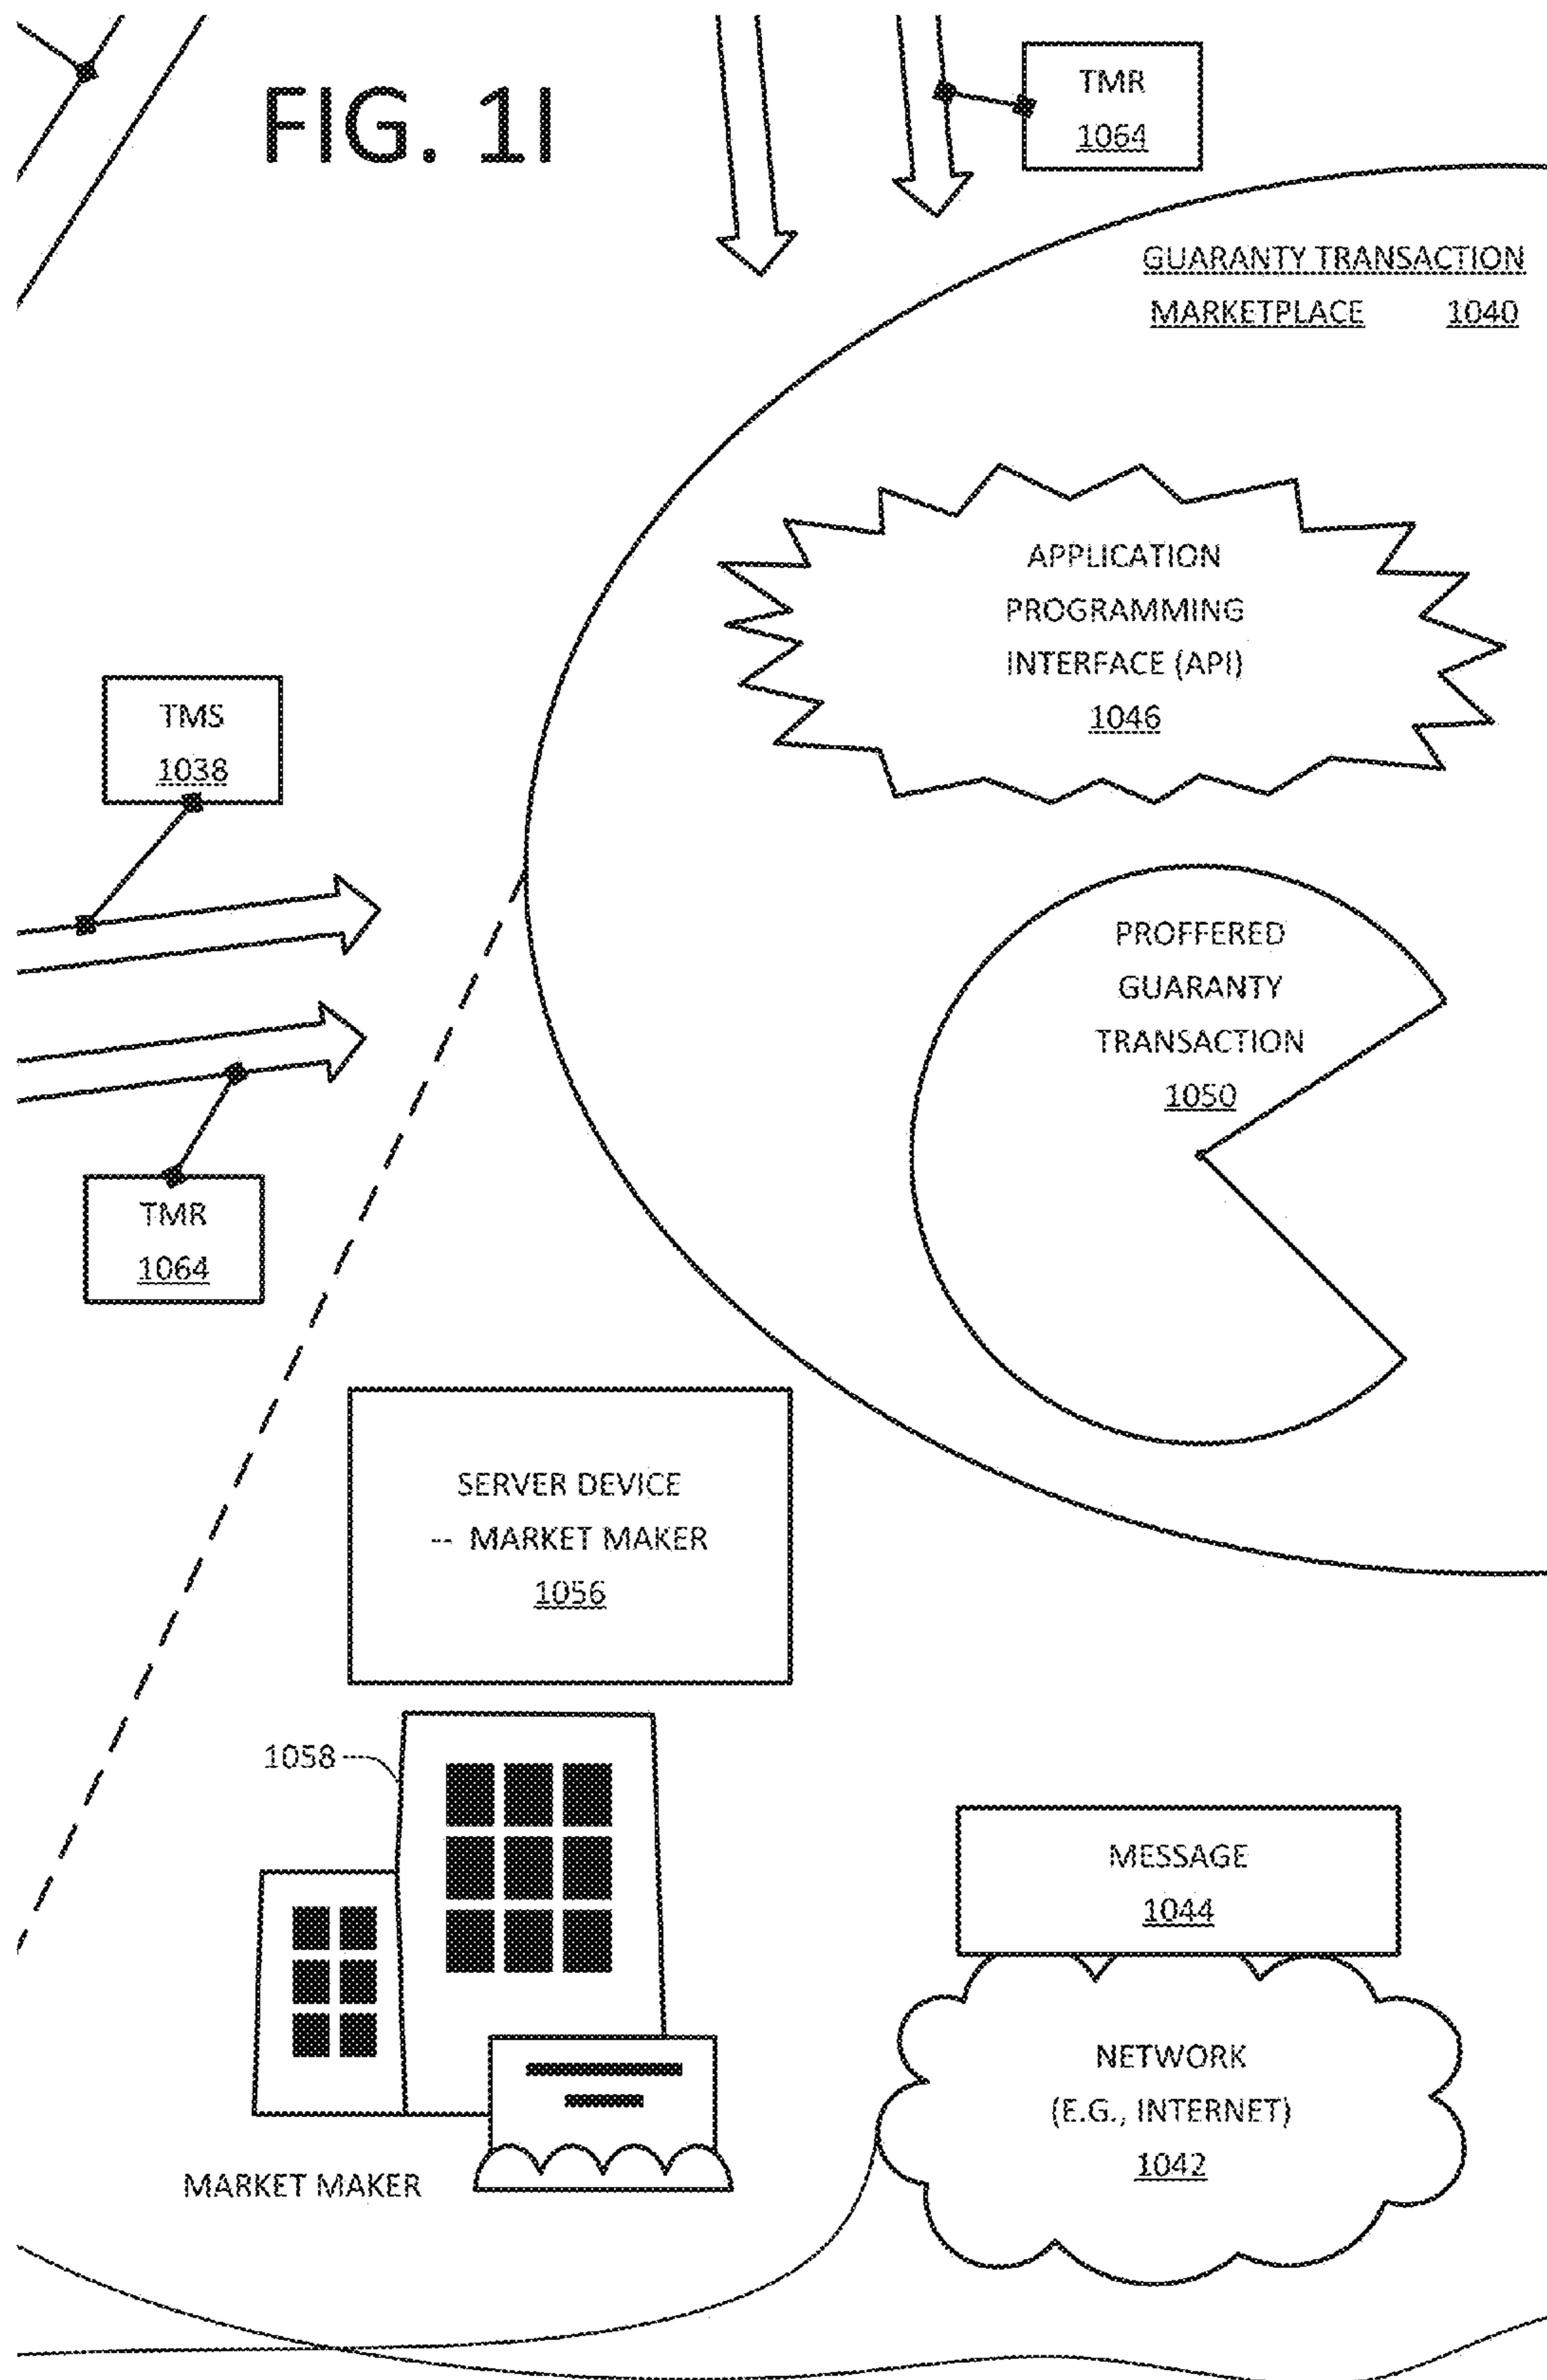 FIG. 1I
TMR
1064
GUARANTY TRANSACTION
MARKETPLACE 1040
APPLICATION
PROGRAMMING
INTERFACE (API)
1046
TMS
1038
PROFFERED
GUARANTY
TRANSACTION
1050
TMR
1064
SERVER DEVICE
-- MARKET MAKER
1056
1058
MESSAGE
1044
NETWORK
(E.G., INTERNET)
1042
MARKET MAKER